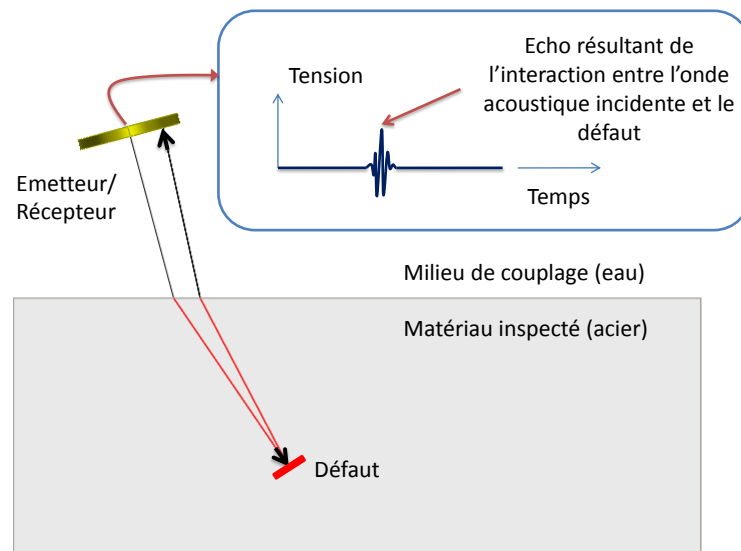 Echo résultant de
l'interaction entre l'onde
acoustique incidente et le
défaut
Tension
Temps
Emetteur/
Récepteur
Milieu de couplage (eau)
Matériau inspecté (acier)
Défaut